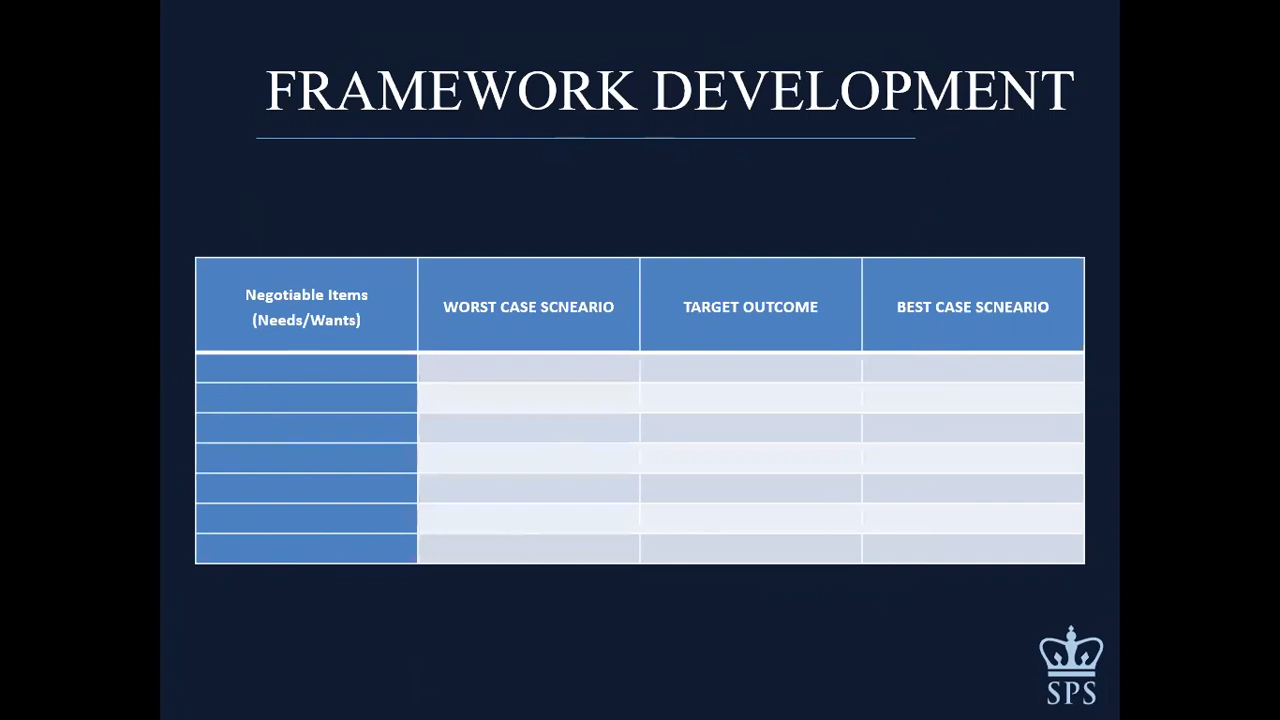 FRAMEWORK DEVELOPMENT
Negotiable Items
(Needs/Wants)
WORST CASE SCNEARIO
TARGET OUTCOME
BEST CASE SCNEARIO
SPS